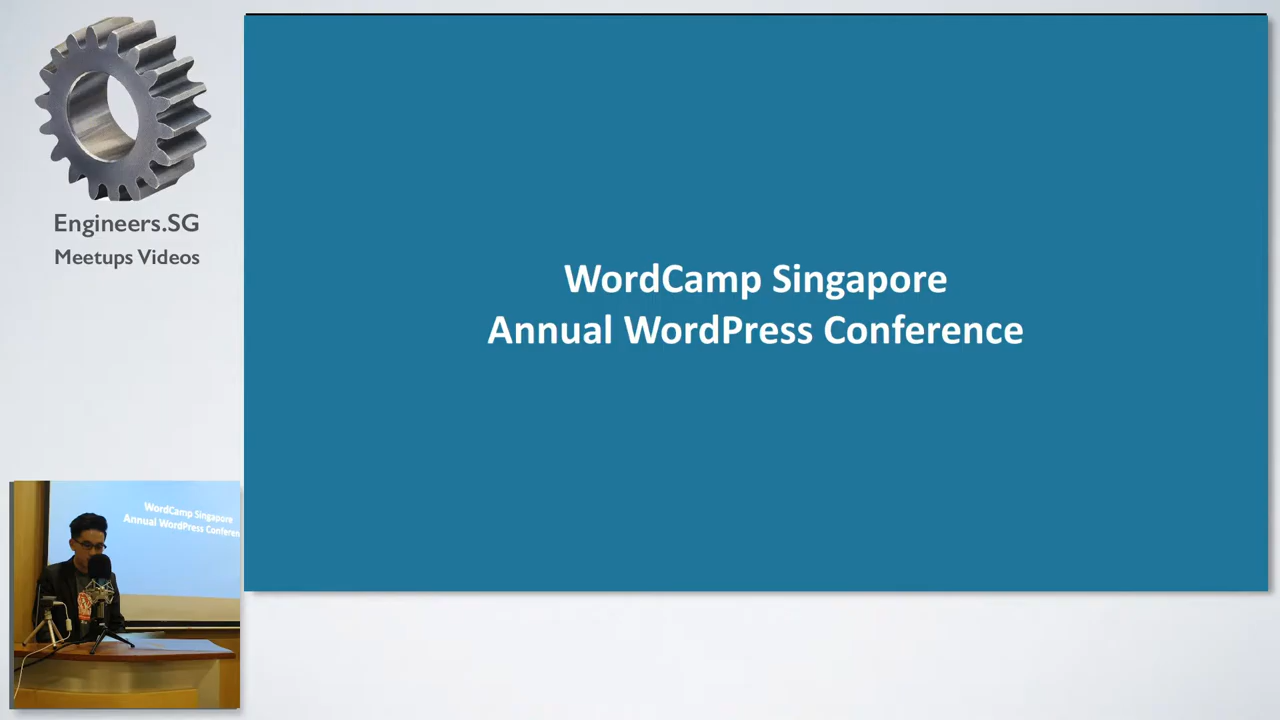 Engineers.SG
Meetups Videos
WordCamp Singapore
Annual WordPress Conference
WordCamp Singapore
Annual WordPress Conferen